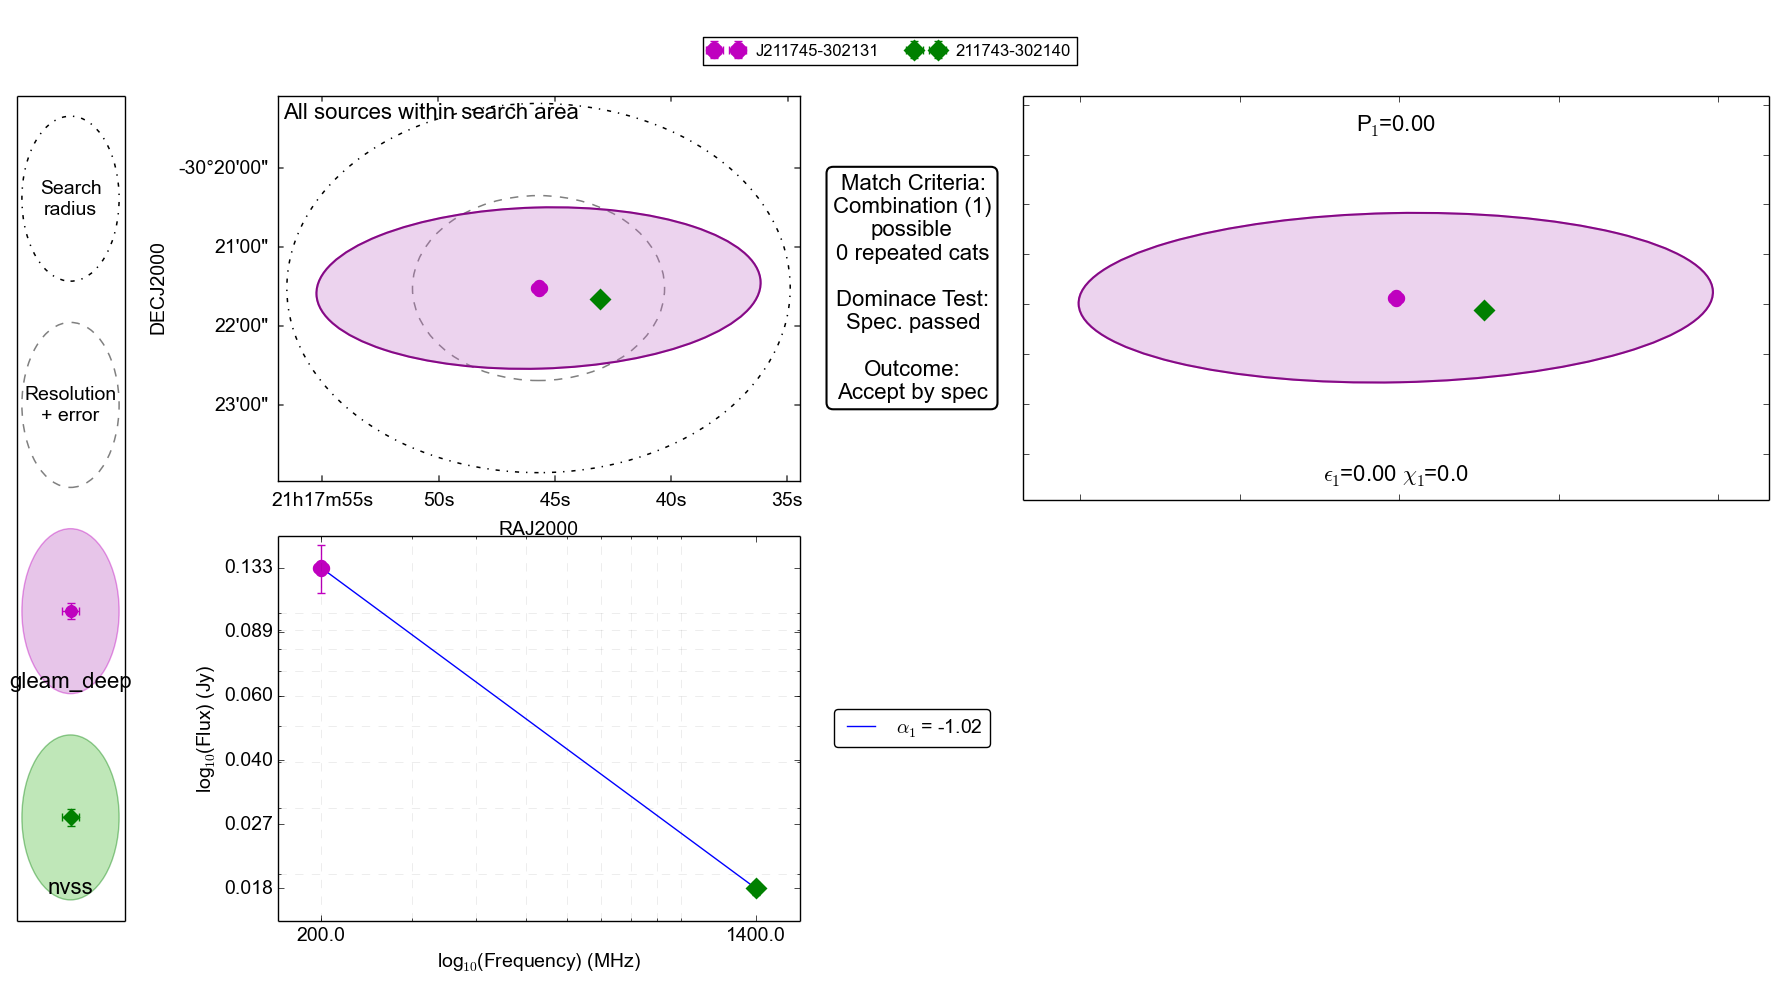 J211745-302131 211743-302140
Search
radius
Resolution
+ error
gleam_deep
nvss
All sources within search area
DECJ2000
-30°20'00"
21'00"
22'00"
23'00"
21h17m55s 50s 45s 40s 35s
RAJ2000
Match Criteria:
Combination (1)
possible
0 repeated cats
Dominace Test:
Spec. passed
Outcome:
Accept by spec
P₁=0.00
ϵ₁=0.00 χ₁=0.0
log₁₀(Flux) (Jy)
0.133
0.089
0.060
0.040
0.027
0.018
200.0 1400.0
log₁₀(Frequency) (MHz)
α₁ = -1.02